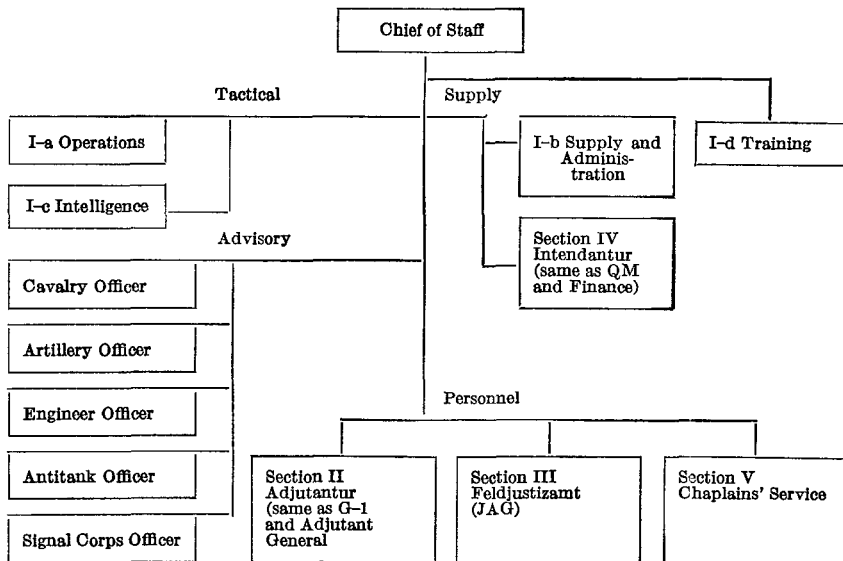 Chief of Staff
Tactical
Supply
I-a Operations
I-b Supply and
Adminis-
tration
I-d Training
I-c Intelligence
Section IV
Intendantur
(same as QM
and Finance)
Advisory
Cavalry Officer
Artillery Officer
Engineer Officer
Antitank Officer
Signal Corps Officer
Personnel
Section II
Adjutantur
(same as G-1
and Adjutant
General
Section III
Feldjustizamt
(JAG)
Section V
Chaplains' Service